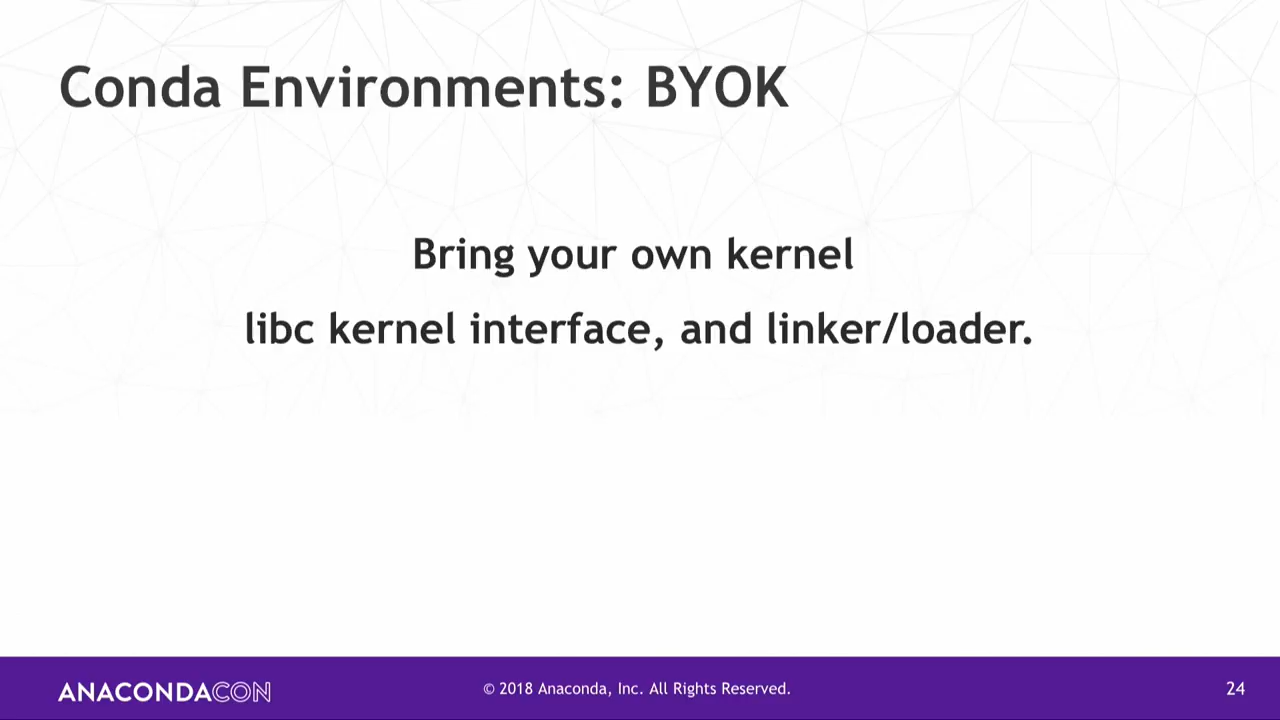 Conda Environments: BYOK
Bring your own kernel
libc kernel interface, and linker/loader.
ANACONDACON
© 2018 Anaconda, Inc. All Rights Reserved.
24